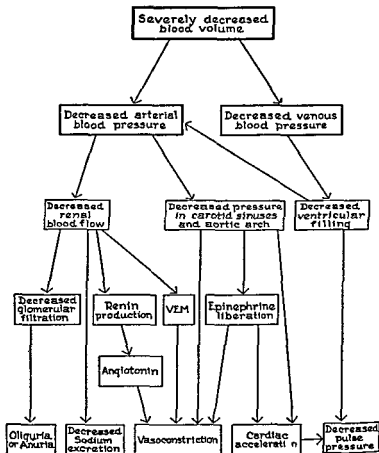 Severely decreased
blood volume
Decreased arterial
blood pressure
Decreased venous
blood pressure
Decreased
renal
blood flow
Decreased pressure
in carotid sinuses
and aortic arch
Decreased
ventricular
filling
Decreased
glomerular
filtration
Renin
production
VEM
Epinephrine
liberation
Angiotonin
Oliguria
or Anuria
Decreased
Sodium
excretion
Vasoconstriction
Cardiac
accelerati n
Decreased
pulse
pressure